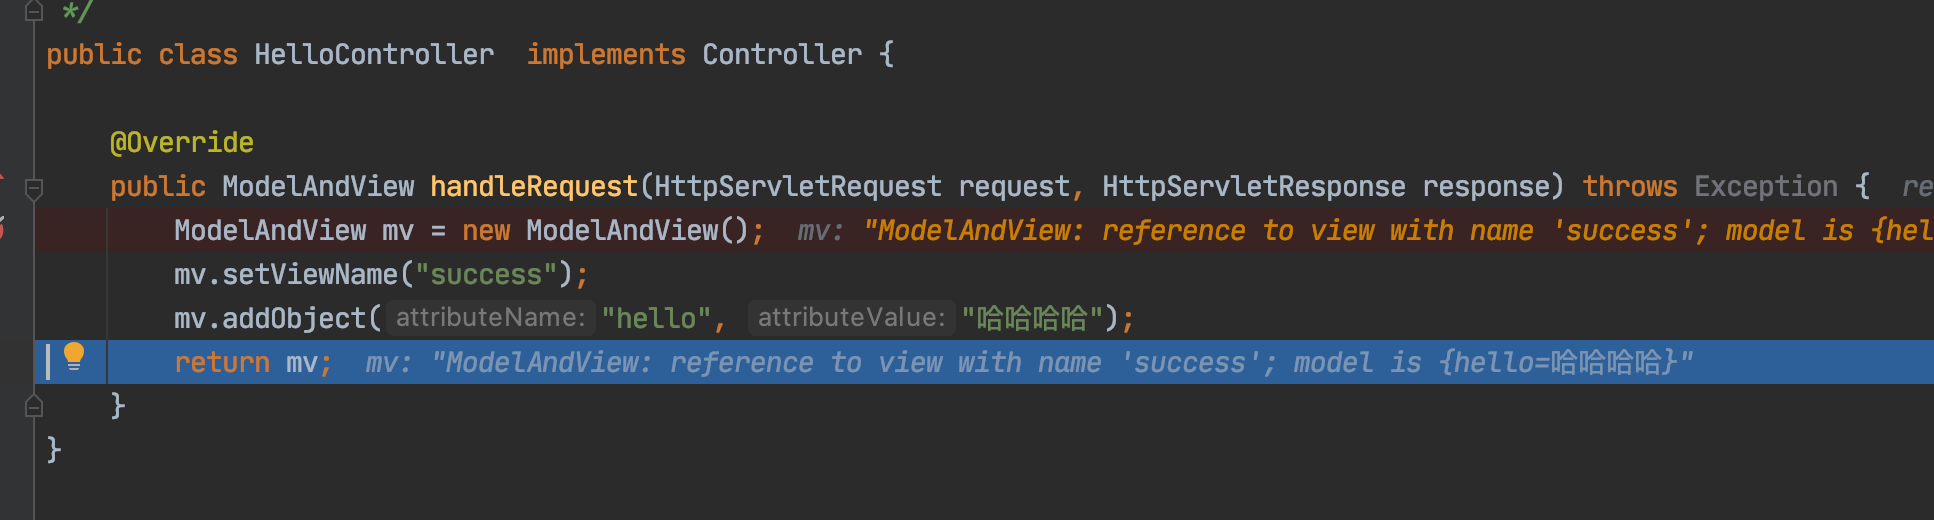 */
public class HelloController  implements Controller {
@Override
public ModelAndView handleRequest(HttpServletRequest request, HttpServletResponse response) throws Exception {  re
ModelAndView mv = new ModelAndView();  mv: "ModelAndView: reference to view with name 'success'; model is {hel
mv.setViewName("success");
mv.addObject( attributeName: "hello", attributeValue: "哈哈哈哈");
return mv;  mv: "ModelAndView: reference to view with name 'success'; model is {hello=哈哈哈哈}"
}
}